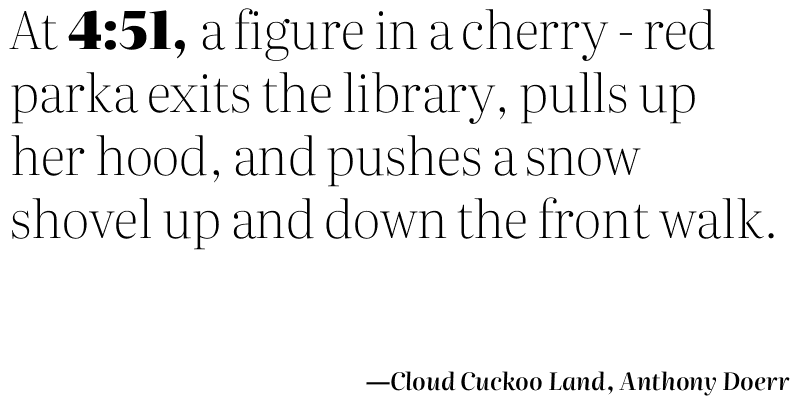 At 4:51, a figure in a cherry - red
parka exits the library, pulls up
her hood, and pushes a snow
shovel up and down the front walk.
—Cloud Cuckoo Land, Anthony Doerr